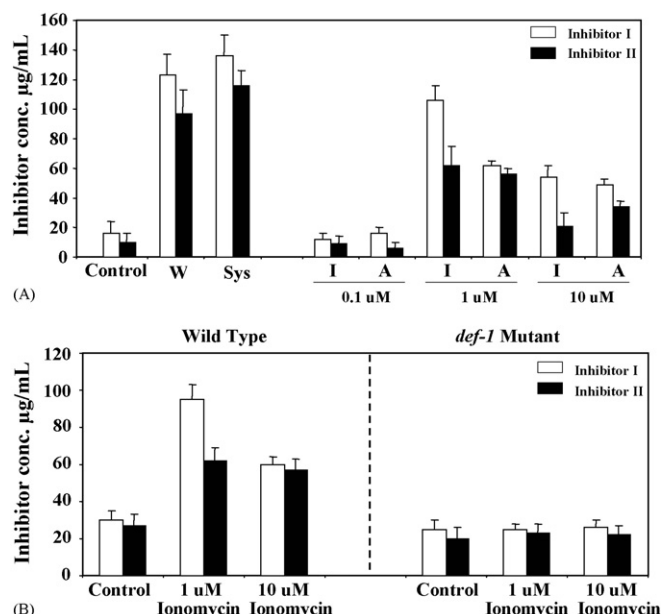 160
140
120
100
80
60
40
20
0
Inhibitor conc. µg/mL
Inhibitor I
Inhibitor II
Control W Sys I A I A I A
0.1 uM 1 uM 10 uM
(A)
Wild Type def-1 Mutant
120
100
80
60
40
20
0
Inhibitor conc. µg/mL
Inhibitor I
Inhibitor II
Control 1 uM 10 uM Control 1 uM 10 uM
Ionomycin Ionomycin Ionomycin Ionomycin
(B)